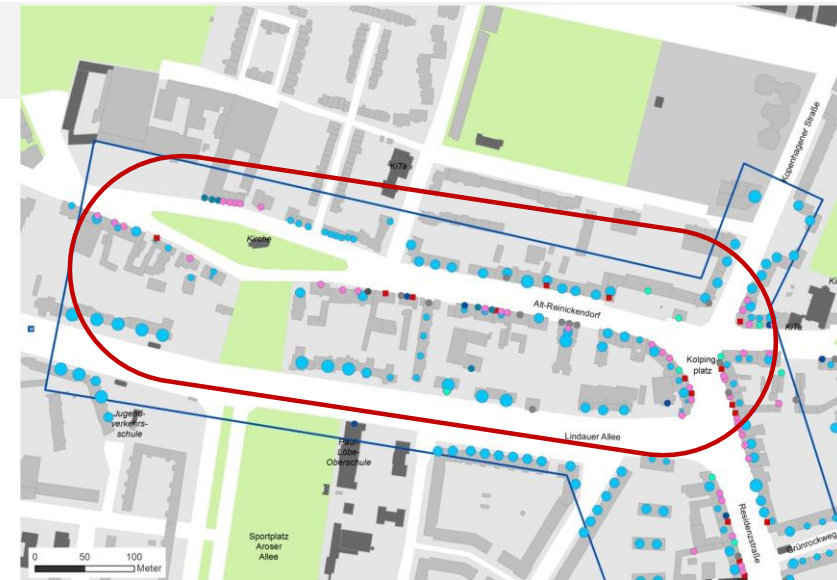 Kopenhagener Straße
KiTa
Kirche
Alt-Reinickendorf
KiTe
Kolping
platz
Lindauer Allee
Jugend-
verkehrs-
schule
Paul-
Löbe-
Oberschule
Sportplatz
Aroser
Allee
Residenzstraße
Grünrockweg
0 50 100
Meter